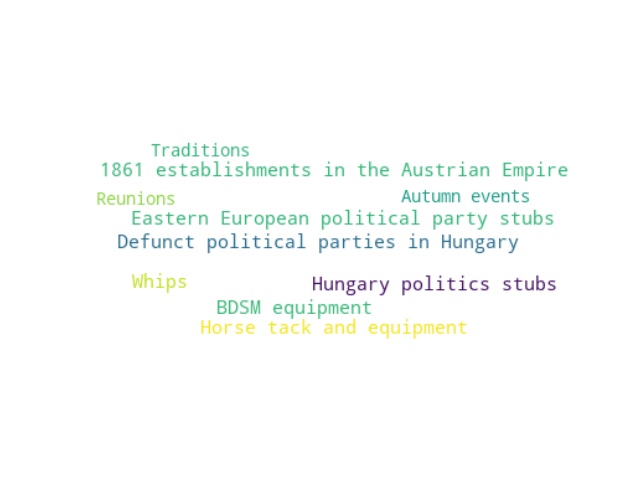 Traditions
1861 establishments in the Austrian Empire
Reunions
Autumn events
Eastern European political party stubs
Defunct political parties in Hungary
Whips
Hungary politics stubs
BDSM equipment
Horse tack and equipment